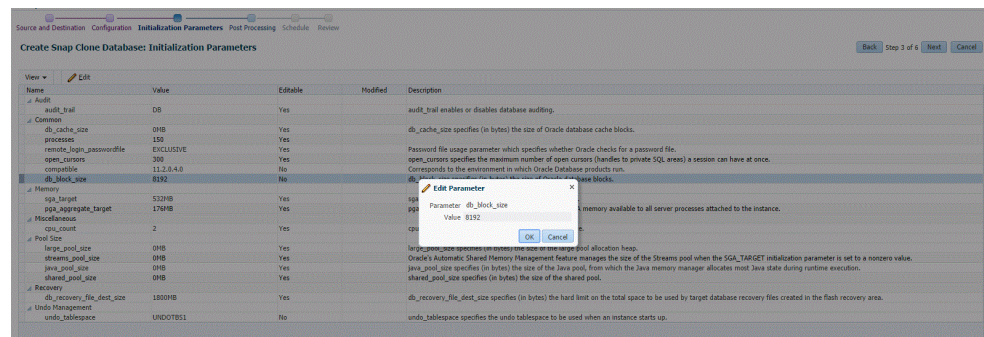 Source and Destination Configuration Initialization Parameters Post Processing Schedule Review
Create Snap Clone Database: Initialization Parameters Back Step 3 of 6 Next Cancel
View Edit
Name Value Editable Modified Description
Audit
audit_trail DB Yes audit_trail enables or disables database auditing.
Common
db_cache_size 0MB Yes db_cache_size specifies (in bytes) the size of Oracle database cache blocks.
processes 150 Yes
remote_login_passwordfile EXCLUSIVE Yes Password file usage parameter which specifies whether Oracle checks for a password file.
open_cursors 300 Yes open_cursors specifies the maximum number of open cursors (handles to private SQL areas) a session can have at once.
compatible 11.2.0.4.0 No Corresponds to the environment in which Oracle Database products run.
db_block_size 8192 No db_block_size specifies (in bytes) the size of Oracle database blocks.
Memory
sga_target 532MB Yes sga
pga_aggregate_target 176MB Yes pga memory available to all server processes attached to the instance.
Miscellaneous
cpu_count 2 Yes cpu
Pool Size
large_pool_size 0MB Yes large_pool_size specifies (in bytes) the size of the large pool allocation heap.
streams_pool_size 0MB Yes Oracle's Automatic Shared Memory Management feature manages the size of the Streams pool when the SGA_TARGET initialization parameter is set to a nonzero value.
java_pool_size 0MB Yes java_pool_size specifies (in bytes) the size of the Java pool, from which the Java memory manager allocates most Java state during runtime execution.
shared_pool_size 0MB Yes shared_pool_size specifies (in bytes) the size of the shared pool.
Recovery
db_recovery_file_dest_size 1800MB Yes db_recovery_file_dest_size specifies (in bytes) the hard limit on the total space to be used by target database recovery files created in the flash recovery area.
Undo Management
undo_tablespace UNDOTBS1 No undo_tablespace specifies the undo tablespace to be used when an instance starts up.
Edit Parameter
Parameter db_block_size
Value 8192
OK Cancel